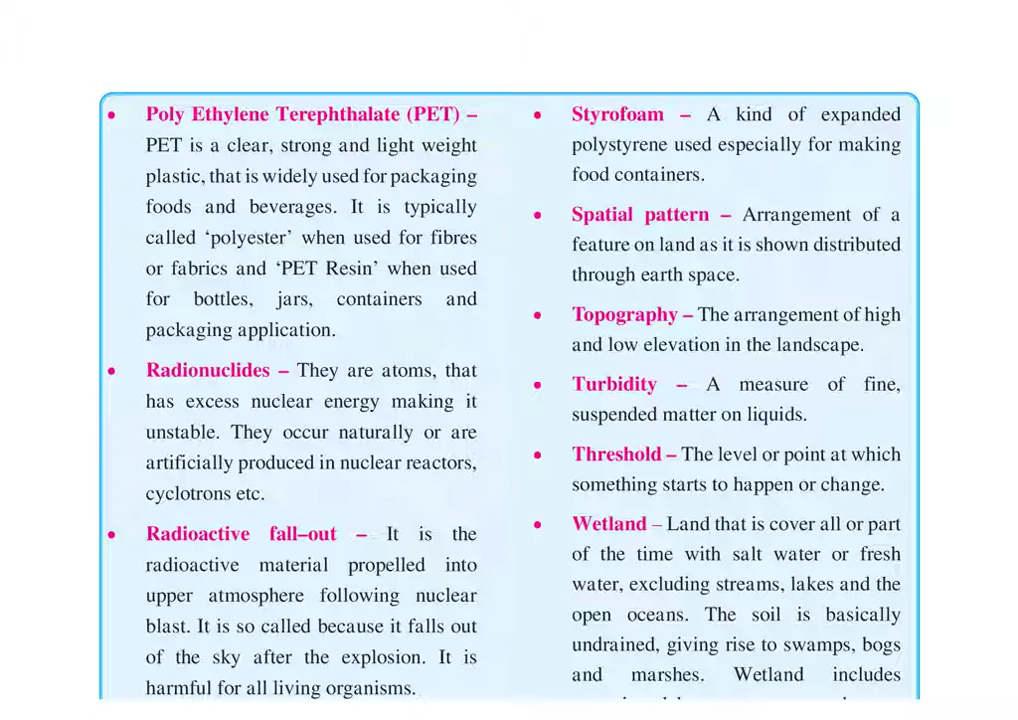 • Poly Ethylene Terephthalate (PET) –
PET is a clear, strong and light weight
plastic, that is widely used for packaging
foods and beverages. It is typically
called ‘polyester’ when used for fibres
or fabrics and ‘PET Resin’ when used
for bottles, jars, containers and
packaging application.
• Radionuclides – They are atoms, that
has excess nuclear energy making it
unstable. They occur naturally or are
artificially produced in nuclear reactors,
cyclotrons etc.
• Radioactive fall–out – It is the
radioactive material propelled into
upper atmosphere following nuclear
blast. It is so called because it falls out
of the sky after the explosion. It is
harmful for all living organisms.
• Styrofoam – A kind of expanded
polystyrene used especially for making
food containers.
• Spatial pattern – Arrangement of a
feature on land as it is shown distributed
through earth space.
• Topography – The arrangement of high
and low elevation in the landscape.
• Turbidity – A measure of fine,
suspended matter on liquids.
• Threshold – The level or point at which
something starts to happen or change.
• Wetland – Land that is cover all or part
of the time with salt water or fresh
water, excluding streams, lakes and the
open oceans. The soil is basically
undrained, giving rise to swamps, bogs
and marshes. Wetland includes